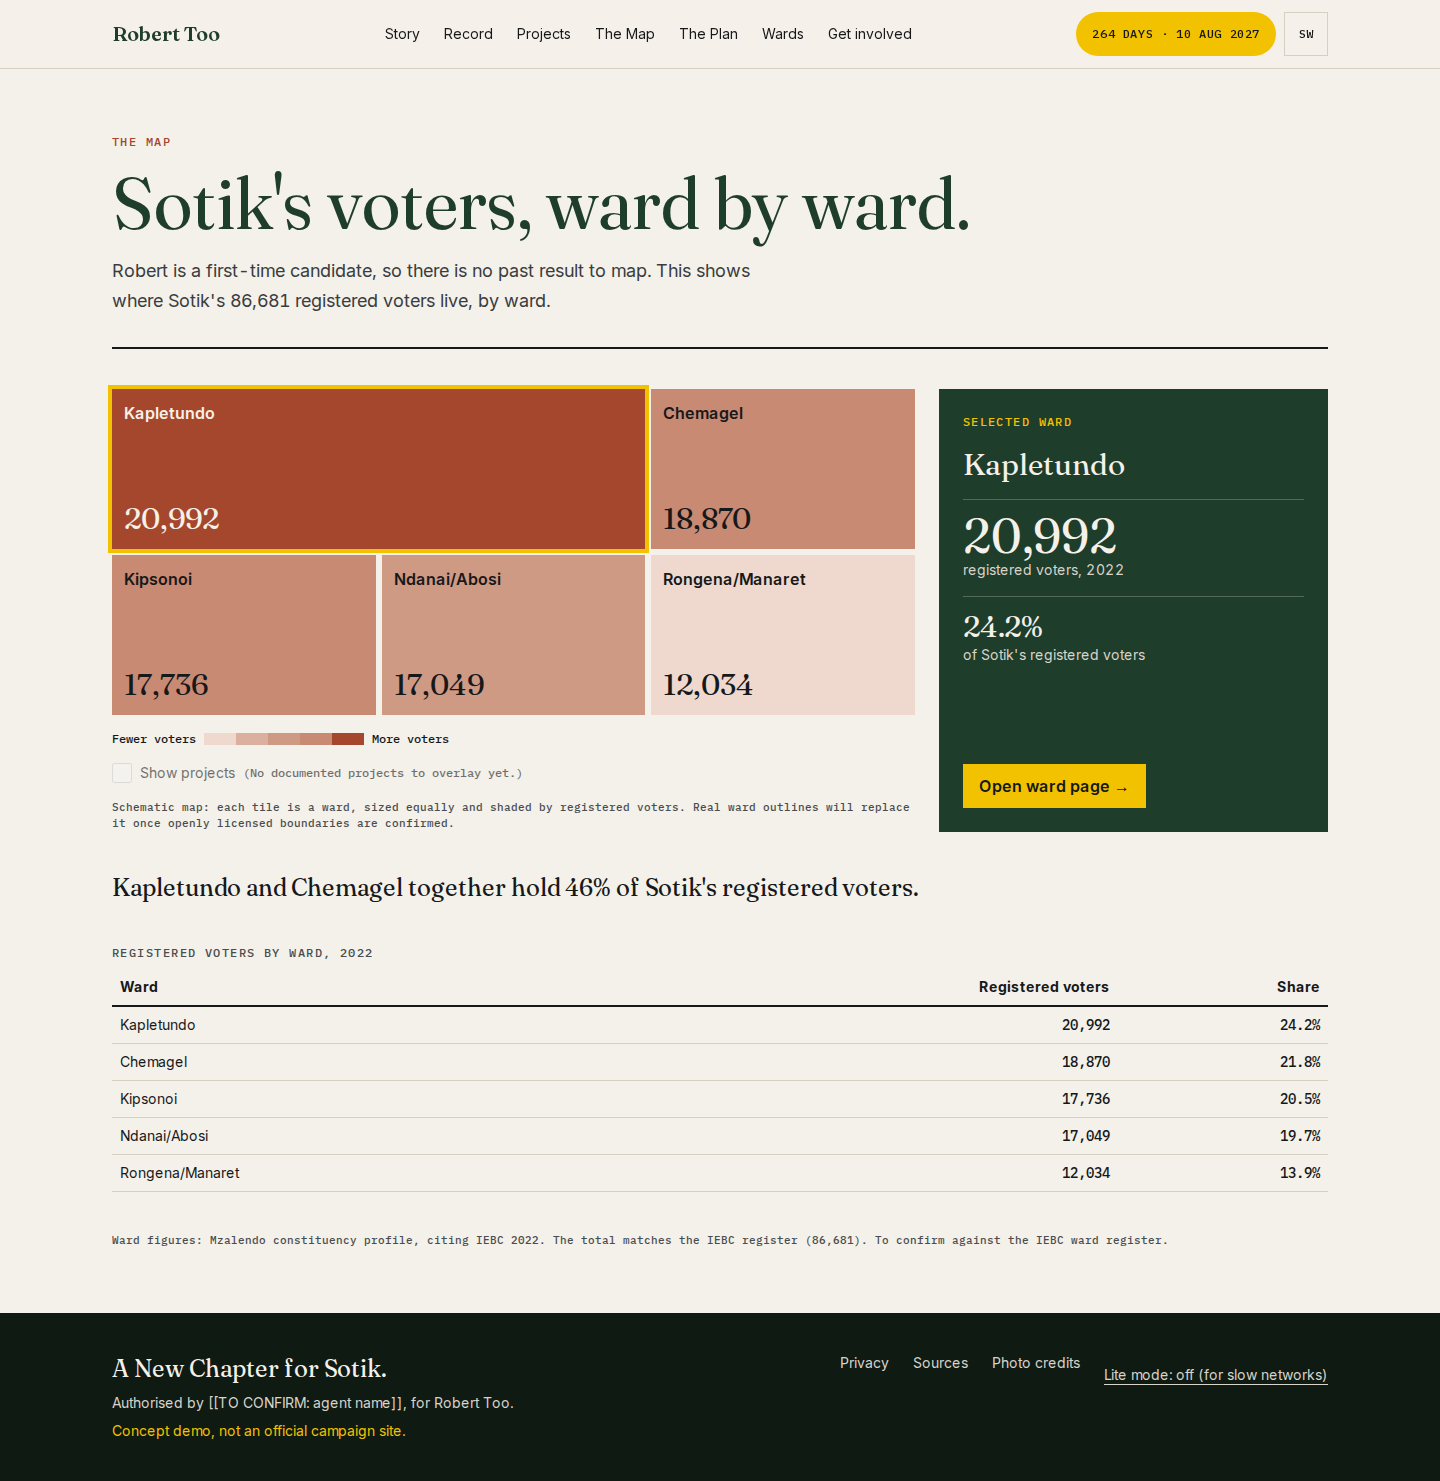 Robert Too
Story Record Projects The Map The Plan Wards Get involved
264 DAYS · 10 AUG 2027
SW
THE MAP
Sotik's voters, ward by ward.
Robert is a first-time candidate, so there is no past result to map. This shows
where Sotik's 86,681 registered voters live, by ward.
Kapletundo
20,992
Chemagel
18,870
Kipsonoi
17,736
Ndanai/Abosi
17,049
Rongena/Manaret
12,034
Fewer voters
More voters
Show projects (No documented projects to overlay yet.)
Schematic map: each tile is a ward, sized equally and shaded by registered voters. Real ward outlines will replace
it once openly licensed boundaries are confirmed.
SELECTED WARD
Kapletundo
20,992
registered voters, 2022
24.2%
of Sotik's registered voters
Open ward page →
Kapletundo and Chemagel together hold 46% of Sotik's registered voters.
REGISTERED VOTERS BY WARD, 2022
Ward Registered voters Share
Kapletundo 20,992 24.2%
Chemagel 18,870 21.8%
Kipsonoi 17,736 20.5%
Ndanai/Abosi 17,049 19.7%
Rongena/Manaret 12,034 13.9%
Ward figures: Mzalendo constituency profile, citing IEBC 2022. The total matches the IEBC register (86,681). To confirm against the IEBC ward register.
A New Chapter for Sotik.
Authorised by [[TO CONFIRM: agent name]], for Robert Too.
Concept demo, not an official campaign site.
Privacy Sources Photo credits Lite mode: off (for slow networks)